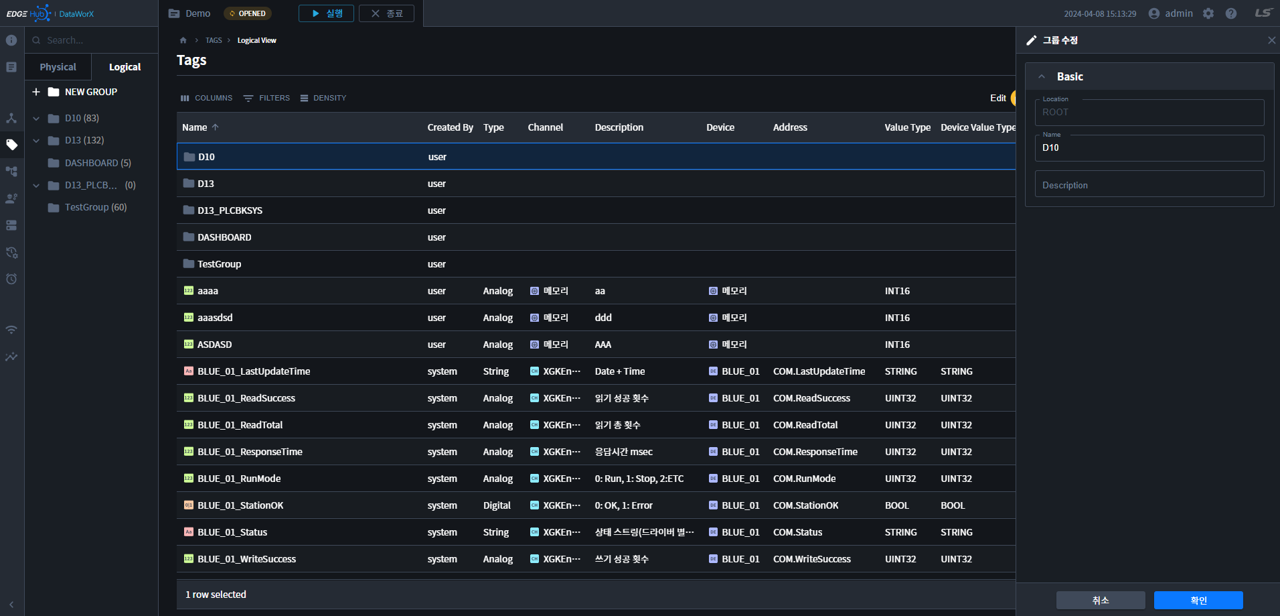 EDGE Hub | DataWorX
Demo OPENED 실행 종료 2024-04-08 15:13:29 admin LS
Search...
Physical Logical
NEW GROUP
D10 (83)
D13 (132)
DASHBOARD (5)
D13_PLCB... (0)
TestGroup (60)
TAGS Logical View
Tags
COLUMNS FILTERS DENSITY Edit
Name Created By Type Channel Description Device Address Value Type Device Value Type
D10 user
D13 user
D13_PLCBKSYS user
DASHBOARD user
TestGroup user
aaaa user Analog 메모리 aa 메모리 INT16
aaasdsd user Analog 메모리 ddd 메모리 INT16
ASDASD user Analog 메모리 AAA 메모리 INT16
BLUE_01_LastUpdateTime system String XGKEn··· Date + Time BLUE_01 COM.LastUpdateTime STRING STRING
BLUE_01_ReadSuccess system Analog XGKEn··· 읽기 성공 횟수 BLUE_01 COM.ReadSuccess UINT32 UINT32
BLUE_01_ReadTotal system Analog XGKEn··· 읽기 총 횟수 BLUE_01 COM.ReadTotal UINT32 UINT32
BLUE_01_ResponseTime system Analog XGKEn··· 응답시간 msec BLUE_01 COM.ResponseTime UINT32 UINT32
BLUE_01_RunMode system Analog XGKEn··· 0: Run, 1: Stop, 2:ETC BLUE_01 COM.RunMode UINT32 UINT32
BLUE_01_StationOK system Digital XGKEn··· 0: OK, 1: Error BLUE_01 COM.StationOK BOOL BOOL
BLUE_01_Status system String XGKEn··· 상태 스트링(드라이버 별··· BLUE_01 COM.Status STRING STRING
BLUE_01_WriteSuccess system Analog XGKEn··· 쓰기 성공 횟수 BLUE_01 COM.WriteSuccess UINT32 UINT32
1 row selected
그룹 수정
Basic
Location
ROOT
Name
D10
Description
취소 확인